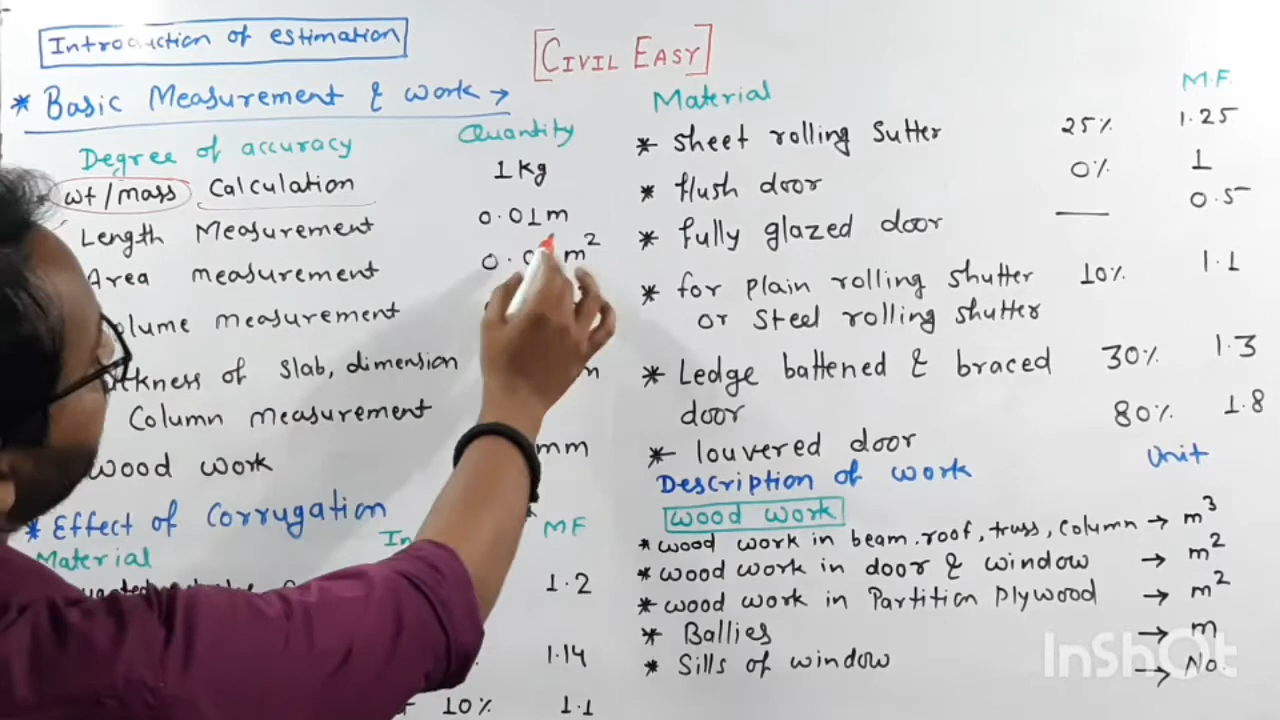 Introduction of estimation
[CIVIL EASY]
* Basic Measurement & work →
Degree of accuracy Quantity
wt/mass Calculation 1 kg
Length Measurement 0.01 m
Area measurement m²
measurement
of slab, dimension
Column measurement
wood work mm
* Effect of Corrugation
Material MF
1.2
1.14
10% 1.1
Material M.F.
* sheet rolling Sutter 25% 1.25
* flush door 0% 1
* fully glazed door — 0.5
* for plain rolling shutter 10% 1.1
or steel rolling shutter
* Ledge battened & braced 30% 1.3
door
* louvered door 80% 1.8
Description of work Unit
wood work
* wood work in beam, roof, truss, column → m³
* wood work in door & window → m²
* wood work in Partition Plywood → m²
* Ballies → m
* Sills of window → No.
InShOt